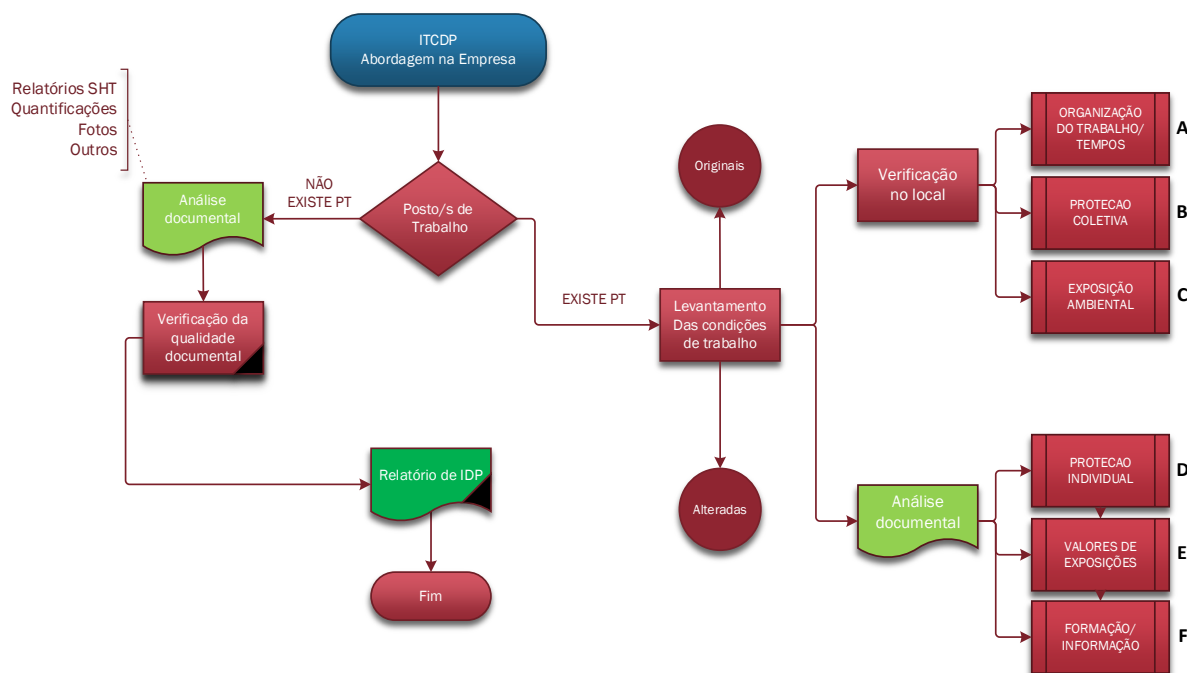 ITCDP
Abordagem na Empresa
Relatórios SHT
Quantificações
Fotos
Outros
NÃO
EXISTE PT
Análise
documental
Posto/s de
Trabalho
Verificação da
qualidade
documental
Relatório de IDP
Fim
EXISTE PT
Originais
Levantamento
Das condições
de trabalho
Alteradas
Verificação
no local
ORGANIZAÇÃO
DO TRABALHO/
TEMPOS
A
PROTECAO
COLETIVA
B
EXPOSIÇÃO
AMBIENTAL
C
Análise
documental
PROTECAO
INDIVIDUAL
D
VALORES DE
EXPOSIÇÕES
E
FORMAÇÃO/
INFORMAÇÃO
F